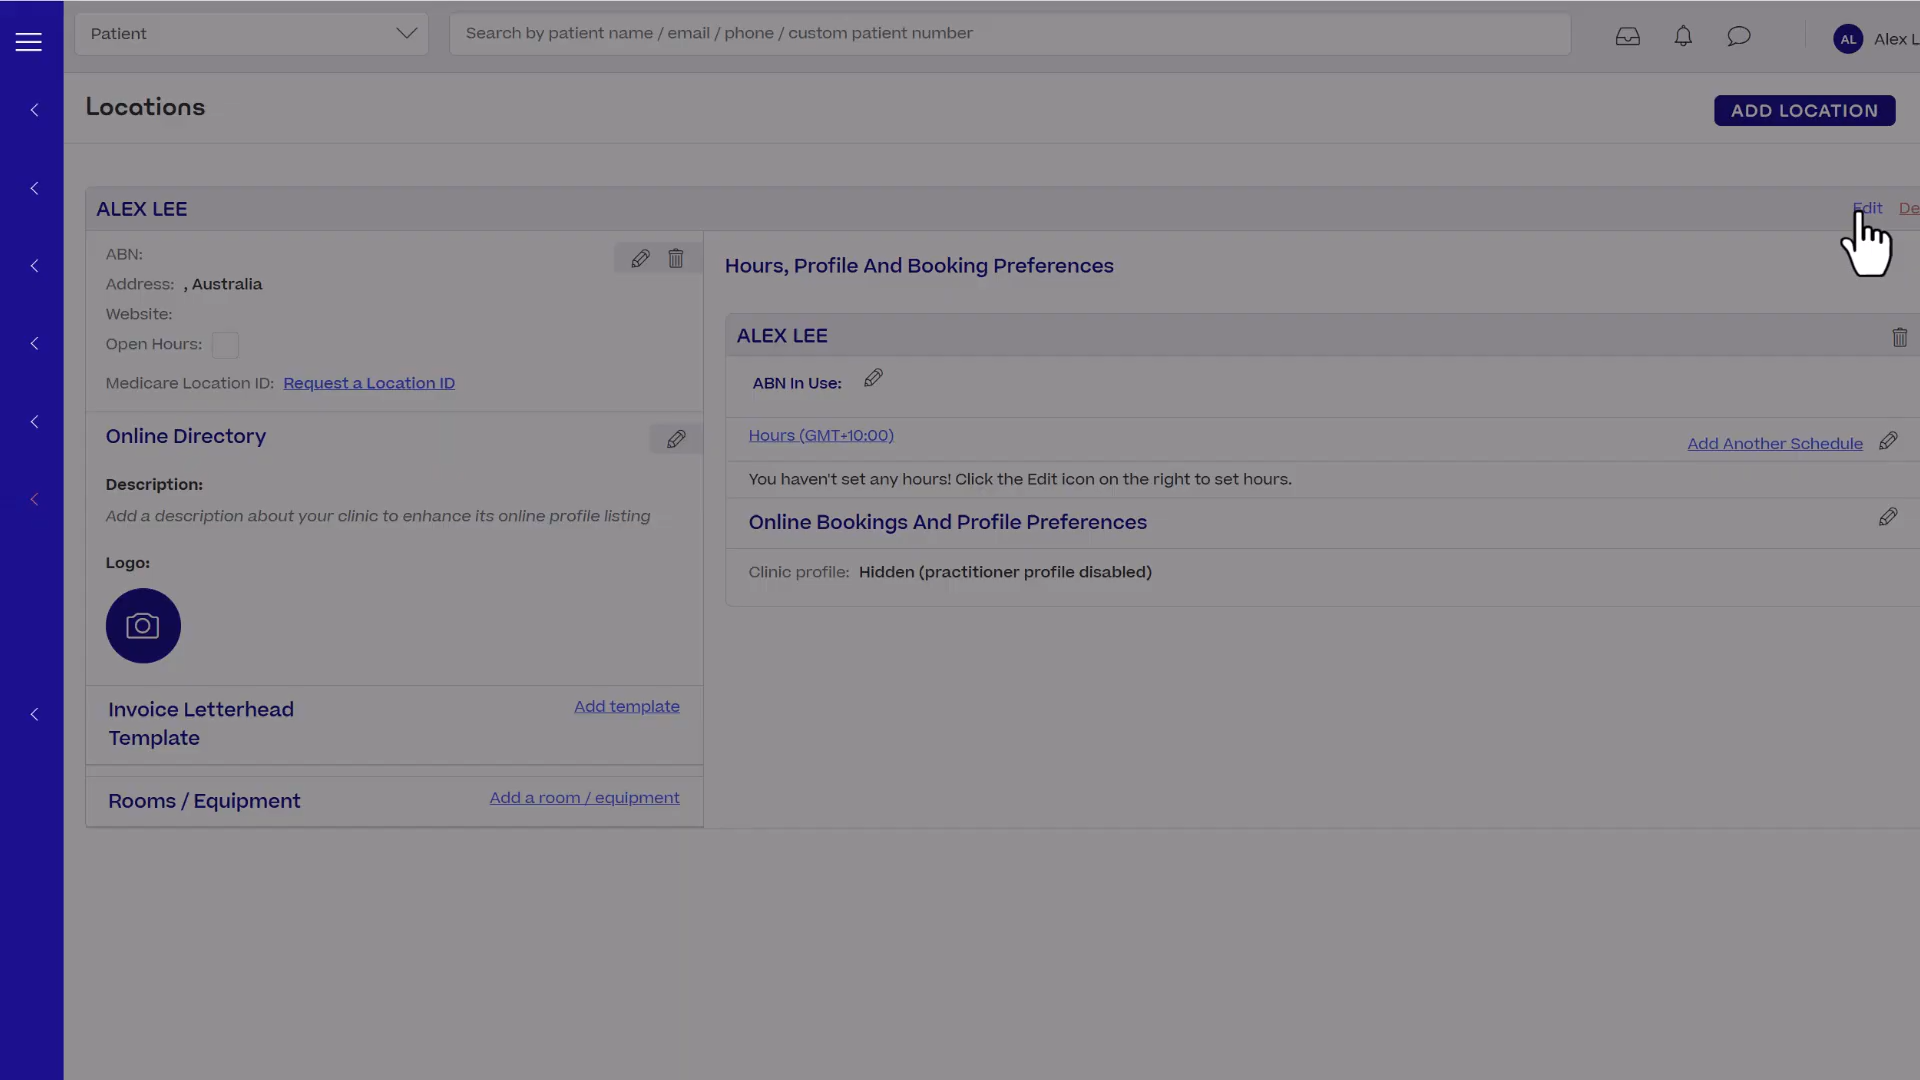 Patient
Search by patient name / email / phone / custom patient number
AL
Alex L
Locations
ADD LOCATION
ALEX LEE
Edit
De
ABN:
Address: , Australia
Website:
Open Hours:
Medicare Location ID: Request a Location ID
Online Directory
Description:
Add a description about your clinic to enhance its online profile listing
Logo:
Invoice Letterhead
Template
Add template
Rooms / Equipment
Add a room / equipment
Hours, Profile And Booking Preferences
ALEX LEE
ABN In Use:
Hours (GMT+10:00)
Add Another Schedule
You haven't set any hours! Click the Edit icon on the right to set hours.
Online Bookings And Profile Preferences
Clinic profile: Hidden (practitioner profile disabled)